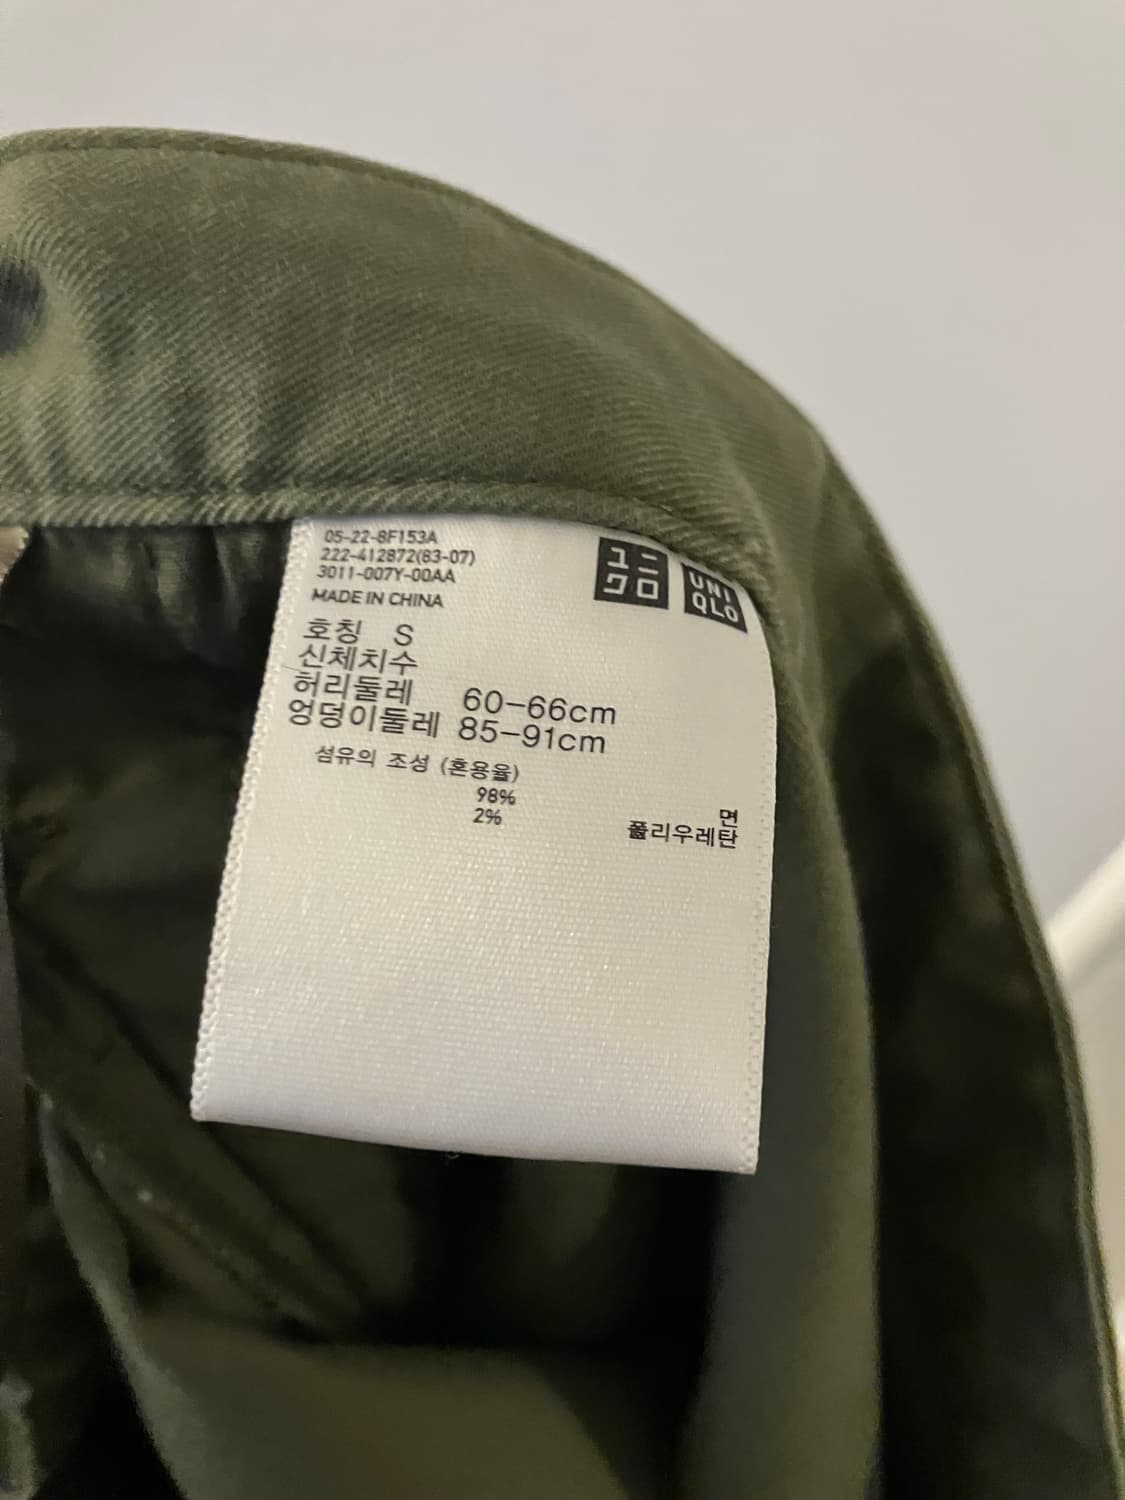 05-22-8F153A
222-412872(83-07)
3011-007Y-00AA
MADE IN CHINA
ユニ
クロ
UNI
QLO
호칭 S
신체치수
허리둘레 60-66cm
엉덩이둘레 85-91cm
섬유의 조성 (혼용율)
98% 면
2% 폴리우레탄